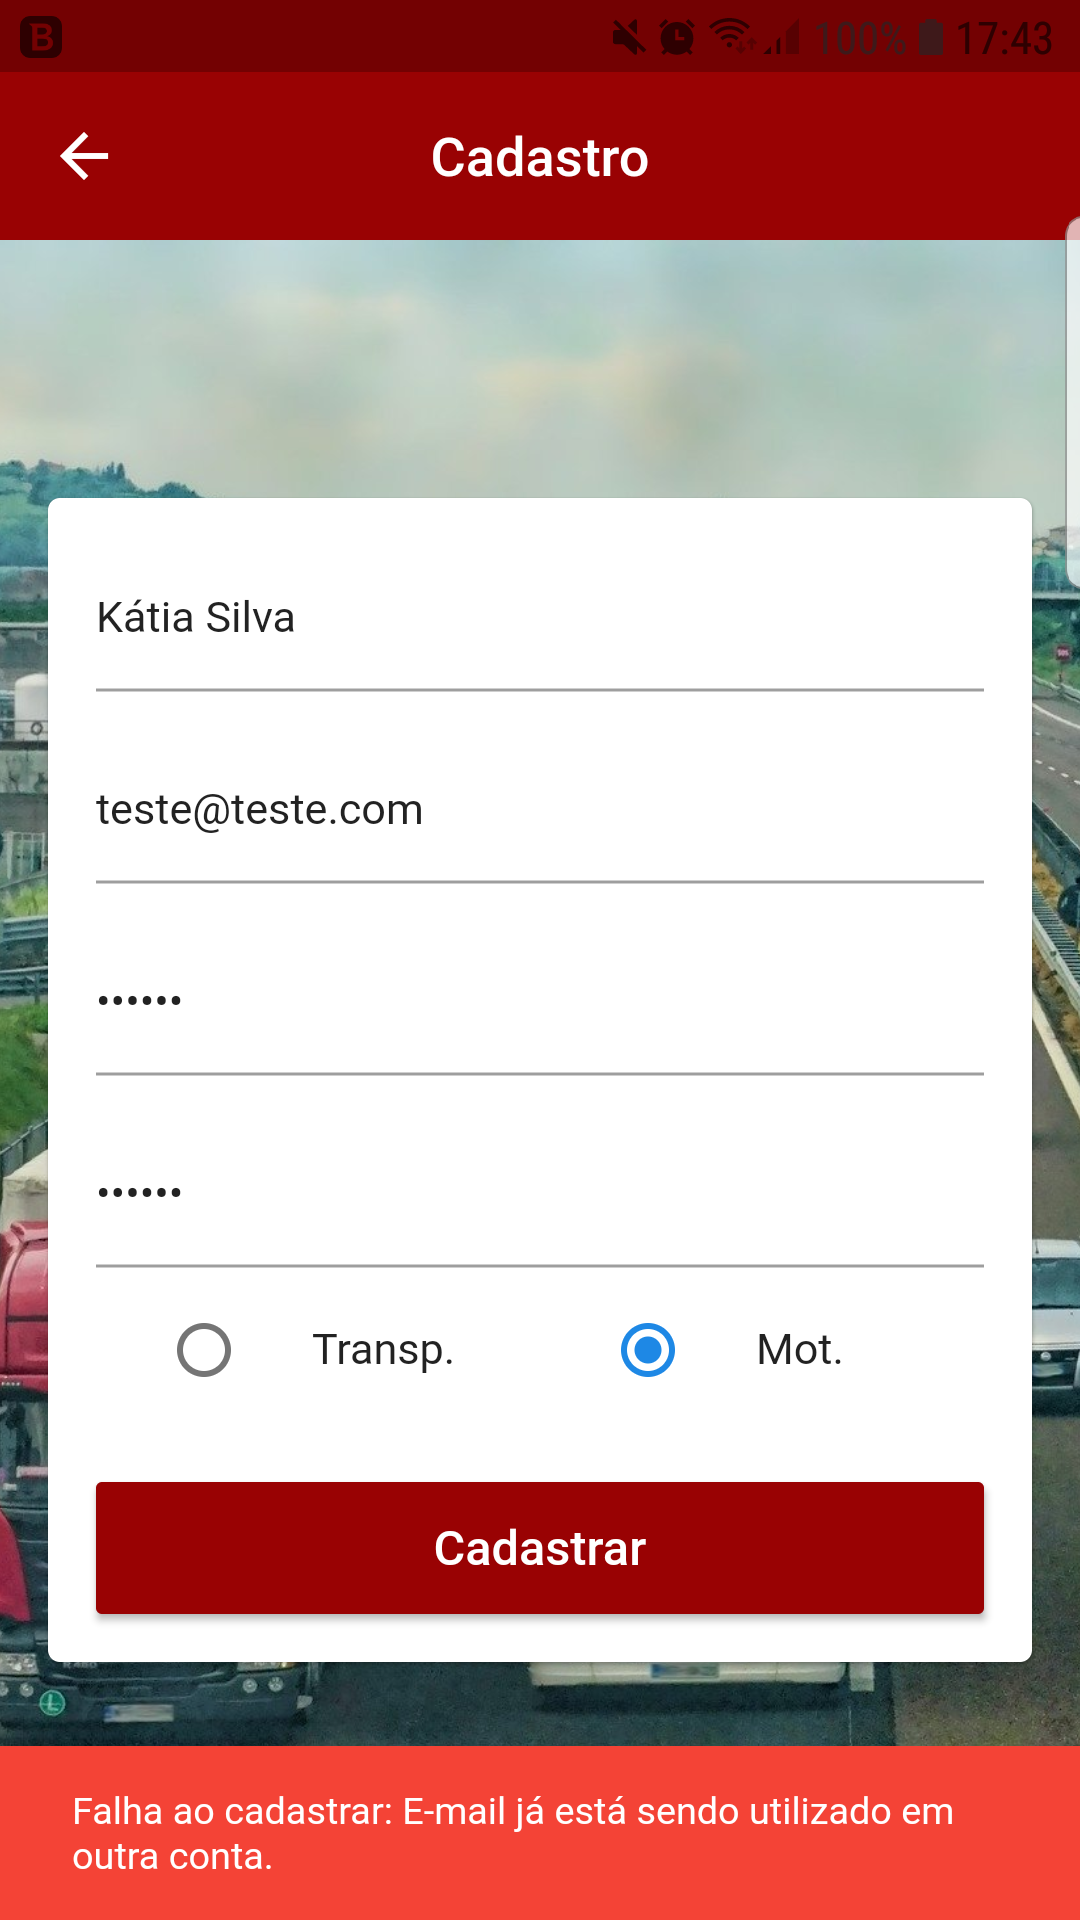 B 100% 17:43
Cadastro
Kátia Silva
teste@teste.com
••••••
••••••
Transp. Mot.
Cadastrar
Falha ao cadastrar: E-mail já está sendo utilizado em
outra conta.